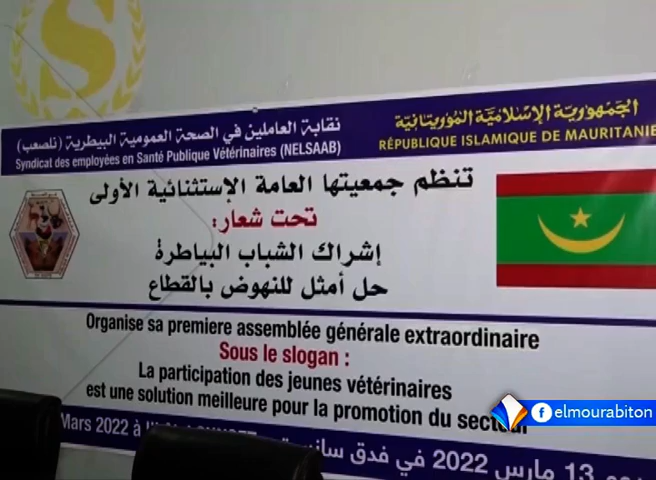 S
الجمهورية الإسلامية الموريتانية
RÉPUBLIQUE ISLAMIQUE DE MAURITANIE
نقابة العاملين في الصحة العمومية البيطرية (نلصعب)
Syndicat des employées en Santé Publique Vétérinaires (NELSAAB)
تنظم جمعيتها العامة الإستثنائية الأولى
تحت شعار:
إشراك الشباب البياطرة
حل أمثل للنهوض بالقطاع
Organise sa premiere assemblée générale extraordinaire
Sous le slogan :
La participation des jeunes vétérinaires
est une solution meilleure pour la promotion du secteur
13 مارس 2022 في فدق
Mars 2022 à
elmourabiton